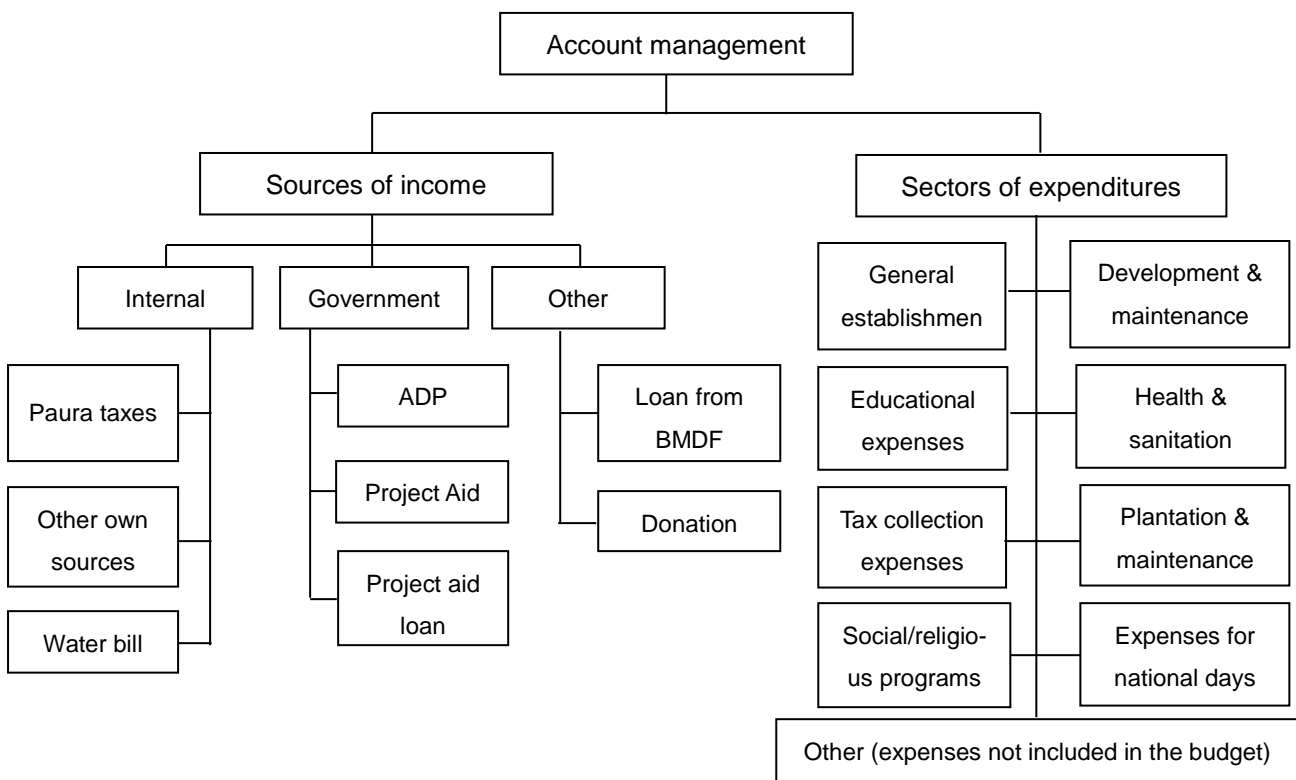 Account management
Sources of income
Sectors of expenditures
Internal
Government
Other
Paura taxes
Other own
sources
Water bill
ADP
Project Aid
Project aid
loan
Loan from
BMDF
Donation
General
establishmen
Development &
maintenance
Educational
expenses
Health &
sanitation
Tax collection
expenses
Plantation &
maintenance
Social/religio-
us programs
Expenses for
national days
Other (expenses not included in the budget)